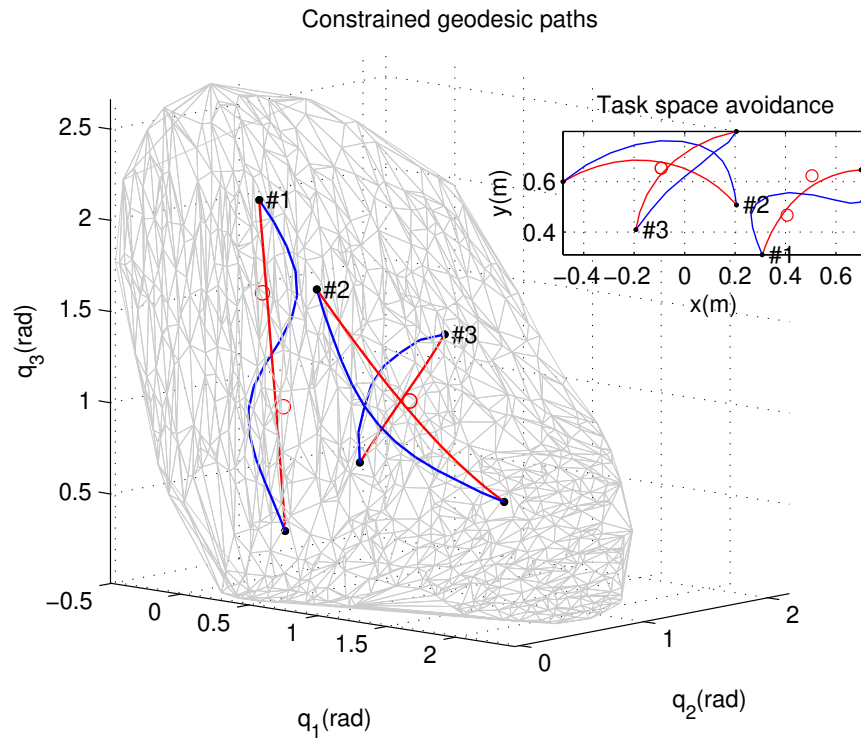 Constrained geodesic paths
Task space avoidance
y(m)
0.6
0.4
−0.4 −0.2 0 0.2 0.4 0.6
x(m)
#2
#3
#1
q3(rad)
2.5
2
1.5
1
0.5
−0.5
#1
#2
#3
0 0.5 1 1.5 2
q1(rad)
0 1 2
q2(rad)